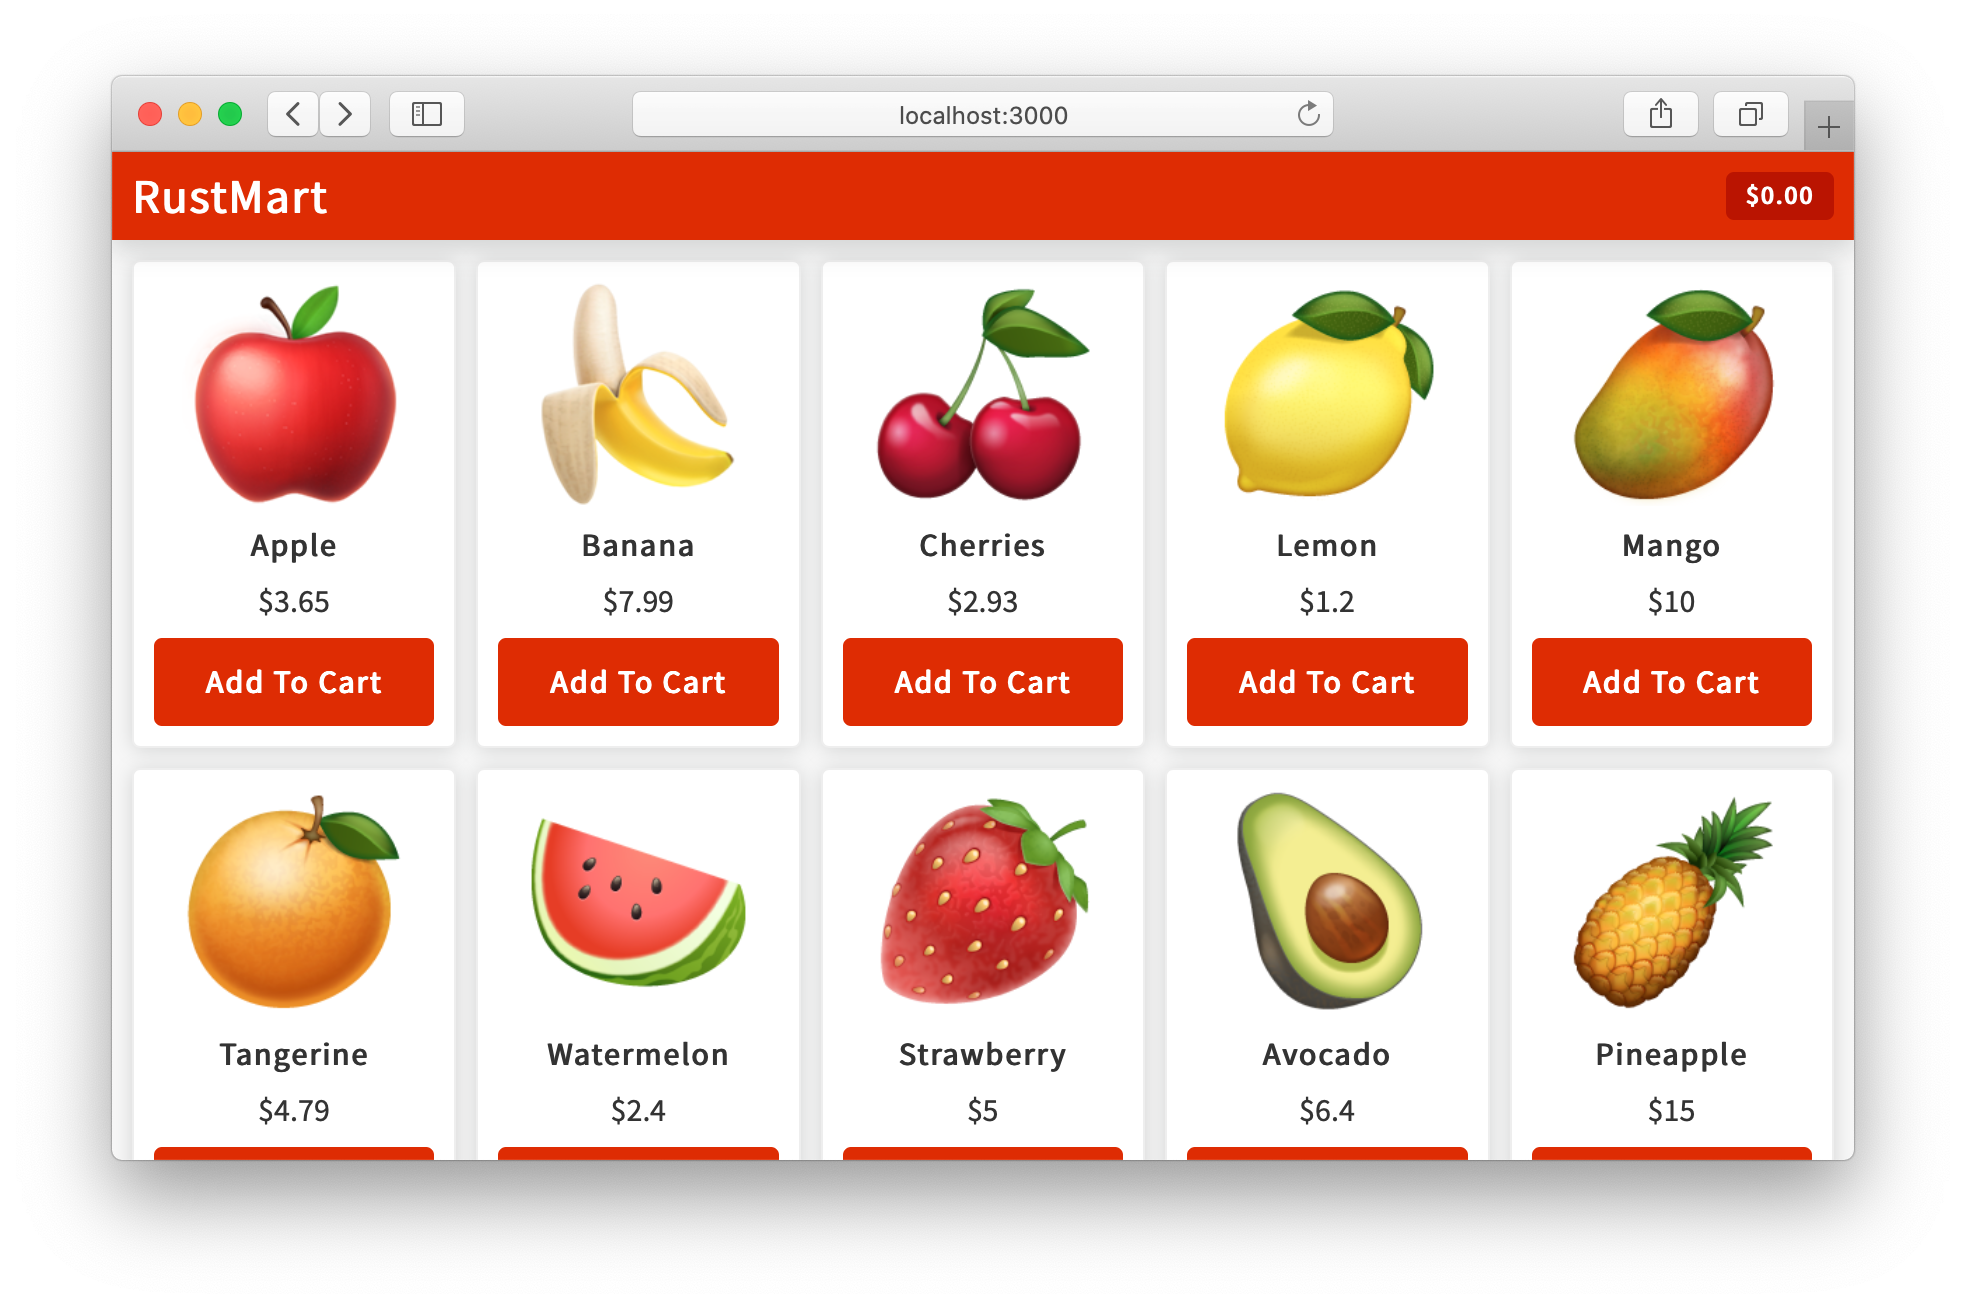 localhost:3000
RustMart
$0.00
Apple
Banana
Cherries
Lemon
Mango
$3.65
$7.99
$2.93
$1.2
$10
Add To Cart
Add To Cart
Add To Cart
Add To Cart
Add To Cart
Tangerine
Watermelon
Strawberry
Avocado
Pineapple
$4.79
$2.4
$5
$6.4
$15